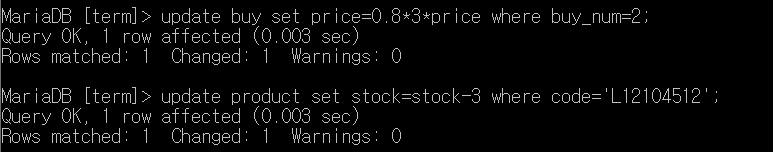 MariaDB [term]> update buy set price=0.8*3*price where buy_num=2;
Query OK, 1 row affected (0.003 sec)
Rows matched: 1  Changed: 1  Warnings: 0

MariaDB [term]> update product set stock=stock-3 where code='L12104512';
Query OK, 1 row affected (0.003 sec)
Rows matched: 1  Changed: 1  Warnings: 0